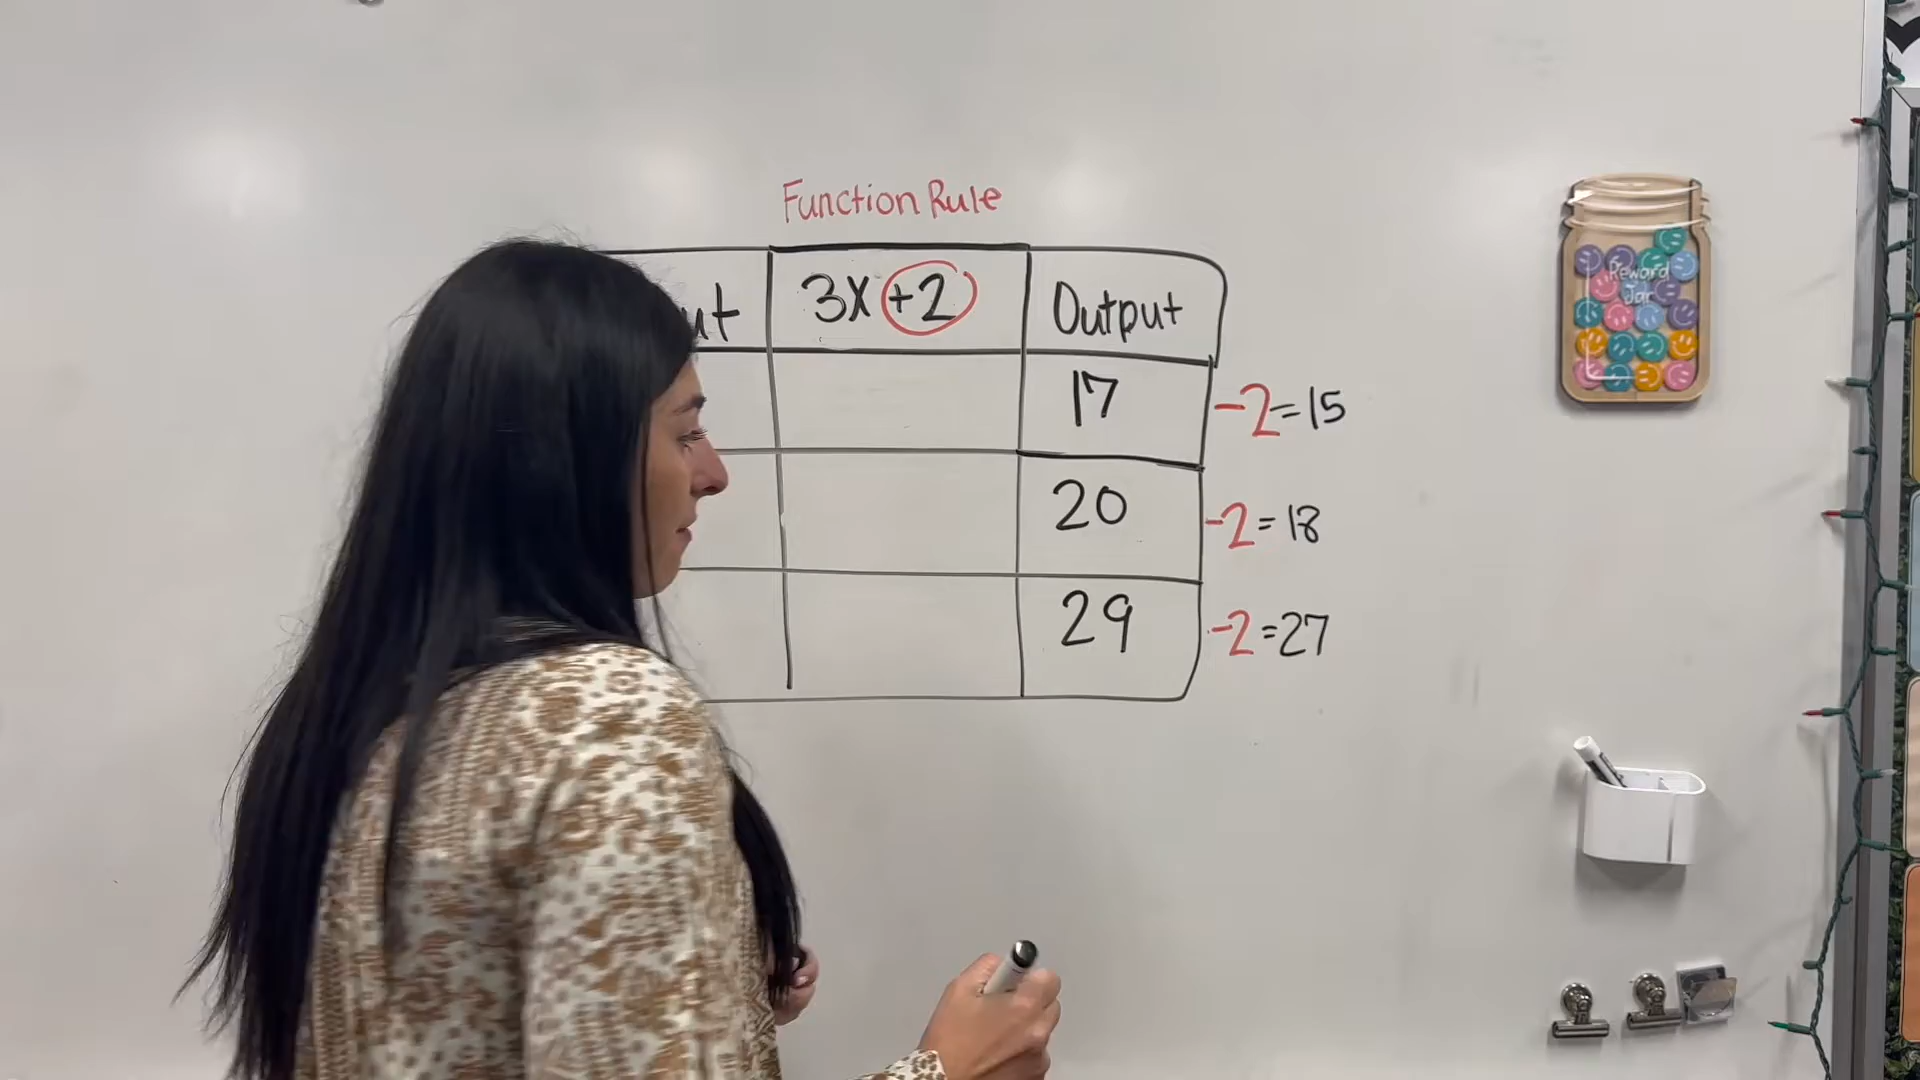 Function Rule
ut 3x +2 Output
17 -2=15
20 -2=18
29 -2=27
Reward
Jar